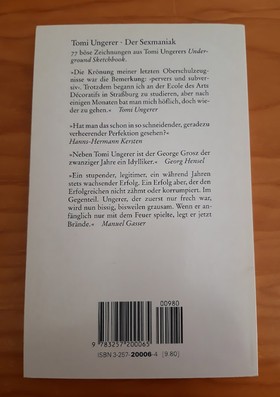 Tomi Ungerer · Der Sexmaniak
77 böse Zeichnungen aus Tomi Ungerers Under-
ground Sketchbook.
»Die Krönung meiner letzten Oberschulzeug-
nisse war die Bemerkung: ›pervers und subver-
siv‹. Trotzdem begann ich an der Ecole des Arts
Décoratifs in Straßburg zu studieren, aber nach
einigen Monaten bat man mich höflich, doch wie-
der zu gehen.« Tomi Ungerer
»Hat man das schon in so schneidender, geradezu
verheerender Perfektion gesehen?«
Hanns-Hermann Kersten
»Neben Tomi Ungerer ist der George Grosz der
zwanziger Jahre ein Idylliker.« Georg Hensel
»Ein stupender, legitimer, ein während Jahren
stets wachsender Erfolg. Ein Erfolg aber, der den
Erfolgreichen nicht zähmt oder korrumpiert. Im
Gegenteil. Ungerer, der zuerst nur frech war,
wird nun bissig, bisweilen grausam. Wenn er an-
fänglich nur mit dem Feuer spielte, legt er jetzt
Brände.« Manuel Gasser
00980
9 783257 200065
ISBN 3-257-20006-4 (9.80)